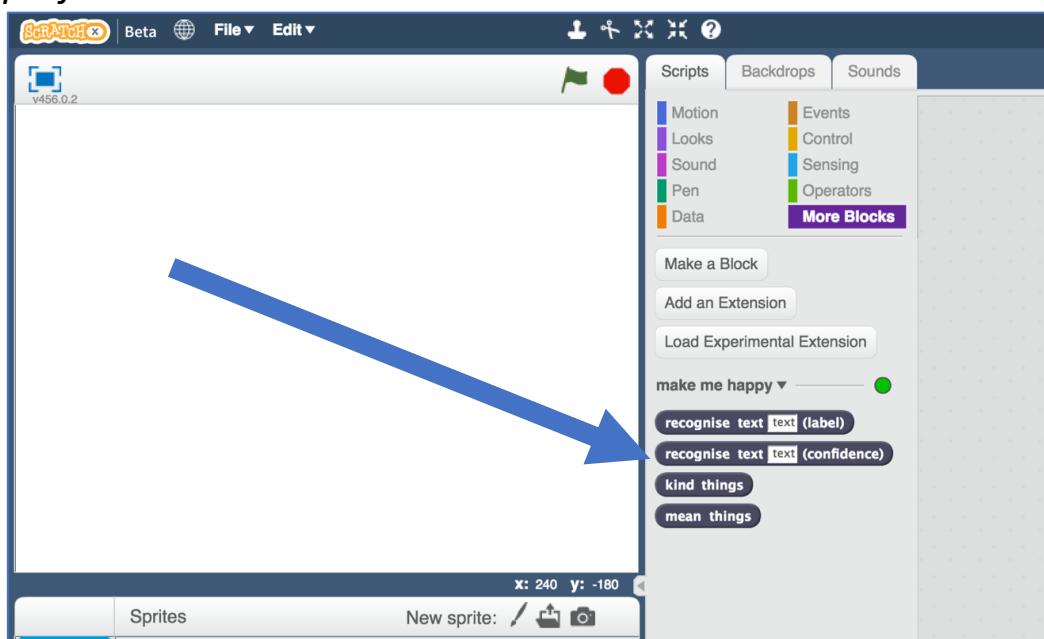 SCRATCH X Beta File Edit ?
v456.0.2
Scripts Backdrops Sounds
Motion Events
Looks Control
Sound Sensing
Pen Operators
Data More Blocks
Make a Block
Add an Extension
Load Experimental Extension
make me happy
recognise text text (label)
recognise text text (confidence)
kind things
mean things
x: 240 y: -180
Sprites New sprite: